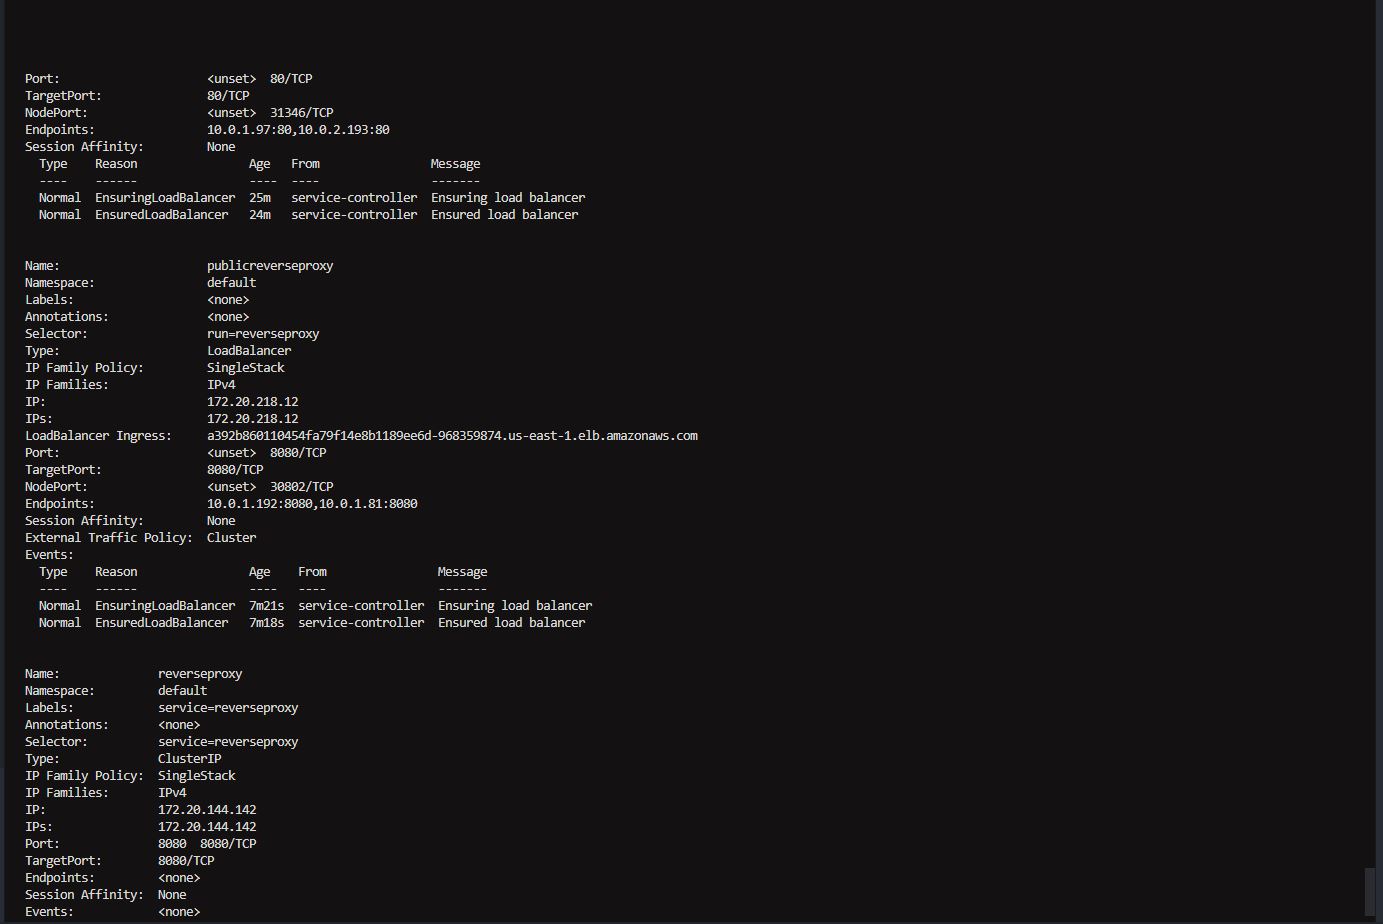 Port:                     <unset>  80/TCP
TargetPort:               80/TCP
NodePort:                 <unset>  31346/TCP
Endpoints:                10.0.1.97:80,10.0.2.193:80
Session Affinity:         None
  Type    Reason                Age   From                Message
  ----    ------                ----  ----                -------
  Normal  EnsuringLoadBalancer  25m   service-controller  Ensuring load balancer
  Normal  EnsuredLoadBalancer   24m   service-controller  Ensured load balancer
Name:                     publicreverseproxy
Namespace:                default
Labels:                   <none>
Annotations:              <none>
Selector:                 run=reverseproxy
Type:                     LoadBalancer
IP Family Policy:         SingleStack
IP Families:              IPv4
IP:                       172.20.218.12
IPs:                      172.20.218.12
LoadBalancer Ingress:     a392b860110454fa79f14e8b1189ee6d-968359874.us-east-1.elb.amazonaws.com
Port:                     <unset>  8080/TCP
TargetPort:               8080/TCP
NodePort:                 <unset>  30802/TCP
Endpoints:                10.0.1.192:8080,10.0.1.81:8080
Session Affinity:         None
External Traffic Policy:  Cluster
Events:
  Type    Reason                Age    From                Message
  ----    ------                ----   ----                -------
  Normal  EnsuringLoadBalancer  7m21s  service-controller  Ensuring load balancer
  Normal  EnsuredLoadBalancer   7m18s  service-controller  Ensured load balancer
Name:              reverseproxy
Namespace:         default
Labels:            service=reverseproxy
Annotations:       <none>
Selector:          service=reverseproxy
Type:              ClusterIP
IP Family Policy:  SingleStack
IP Families:       IPv4
IP:                172.20.144.142
IPs:               172.20.144.142
Port:              8080  8080/TCP
TargetPort:        8080/TCP
Endpoints:         <none>
Session Affinity:  None
Events:            <none>